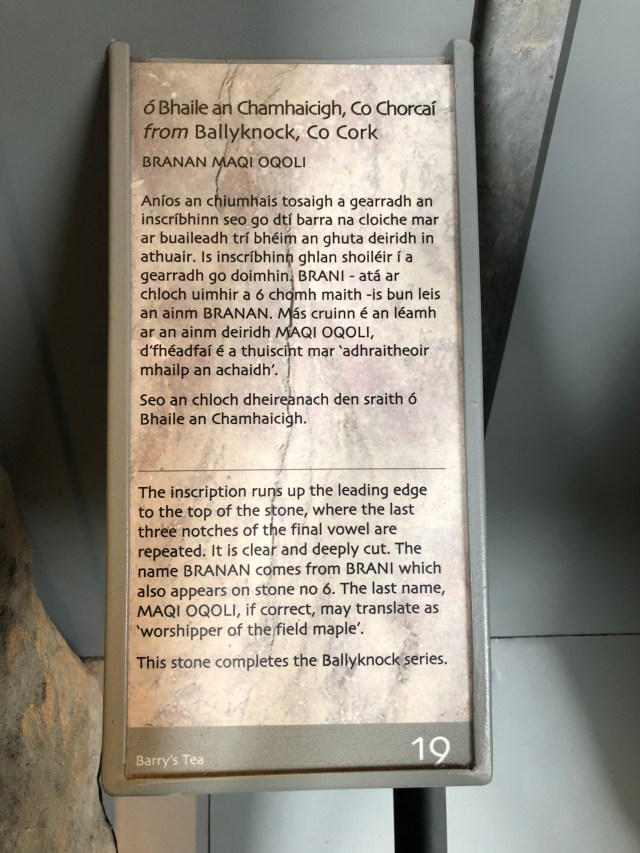 ó Bhaile an Chamhaicigh, Co Chorcaí
from Ballyknock, Co Cork
BRANAN MAQI OQOLI
Aníos an chiumhais tosaigh a gearradh an
inscríbhinn seo go dtí barra na cloiche mar
ar buaileadh trí bhéim an ghuta deiridh in
athuair. Is inscríbhinn ghlan shoiléir í a
gearradh go doimhin. BRANI - atá ar
chloch uimhir a 6 chomh maith -is bun leis
an ainm BRANAN. Más cruinn é an léamh
ar an ainm deiridh MAQI OQOLI,
d'fhéadfaí é a thuiscint mar 'adhraitheoir
mhailp an achaidh'.
Seo an chloch dheireanach den sraith ó
Bhaile an Chamhaicigh.
The inscription runs up the leading edge
to the top of the stone, where the last
three notches of the final vowel are
repeated. It is clear and deeply cut. The
name BRANAN comes from BRANI which
also appears on stone no 6. The last name,
MAQI OQOLI, if correct, may translate as
'worshipper of the field maple'.
This stone completes the Ballyknock series.
Barry's Tea
19